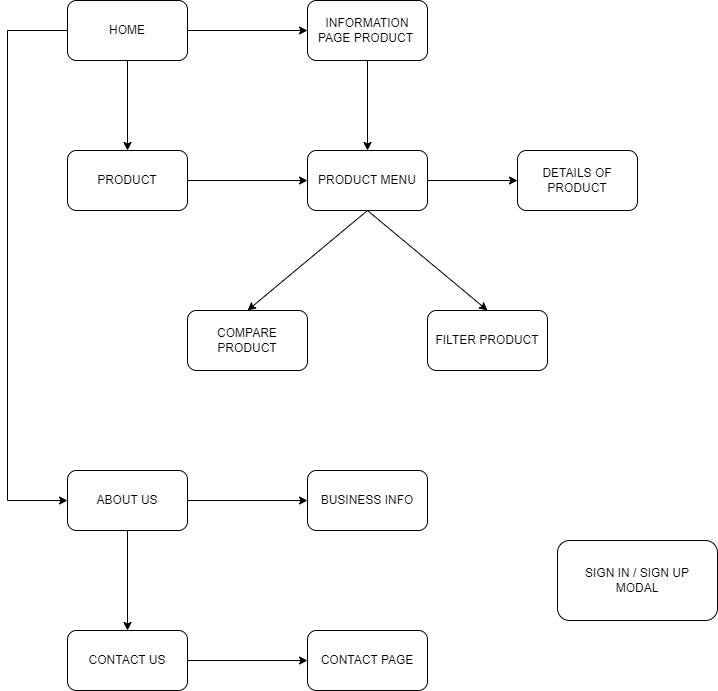 HOME
INFORMATION
PAGE PRODUCT
PRODUCT
PRODUCT MENU
DETAILS OF
PRODUCT
COMPARE
PRODUCT
FILTER PRODUCT
ABOUT US
BUSINESS INFO
SIGN IN / SIGN UP
MODAL
CONTACT US
CONTACT PAGE